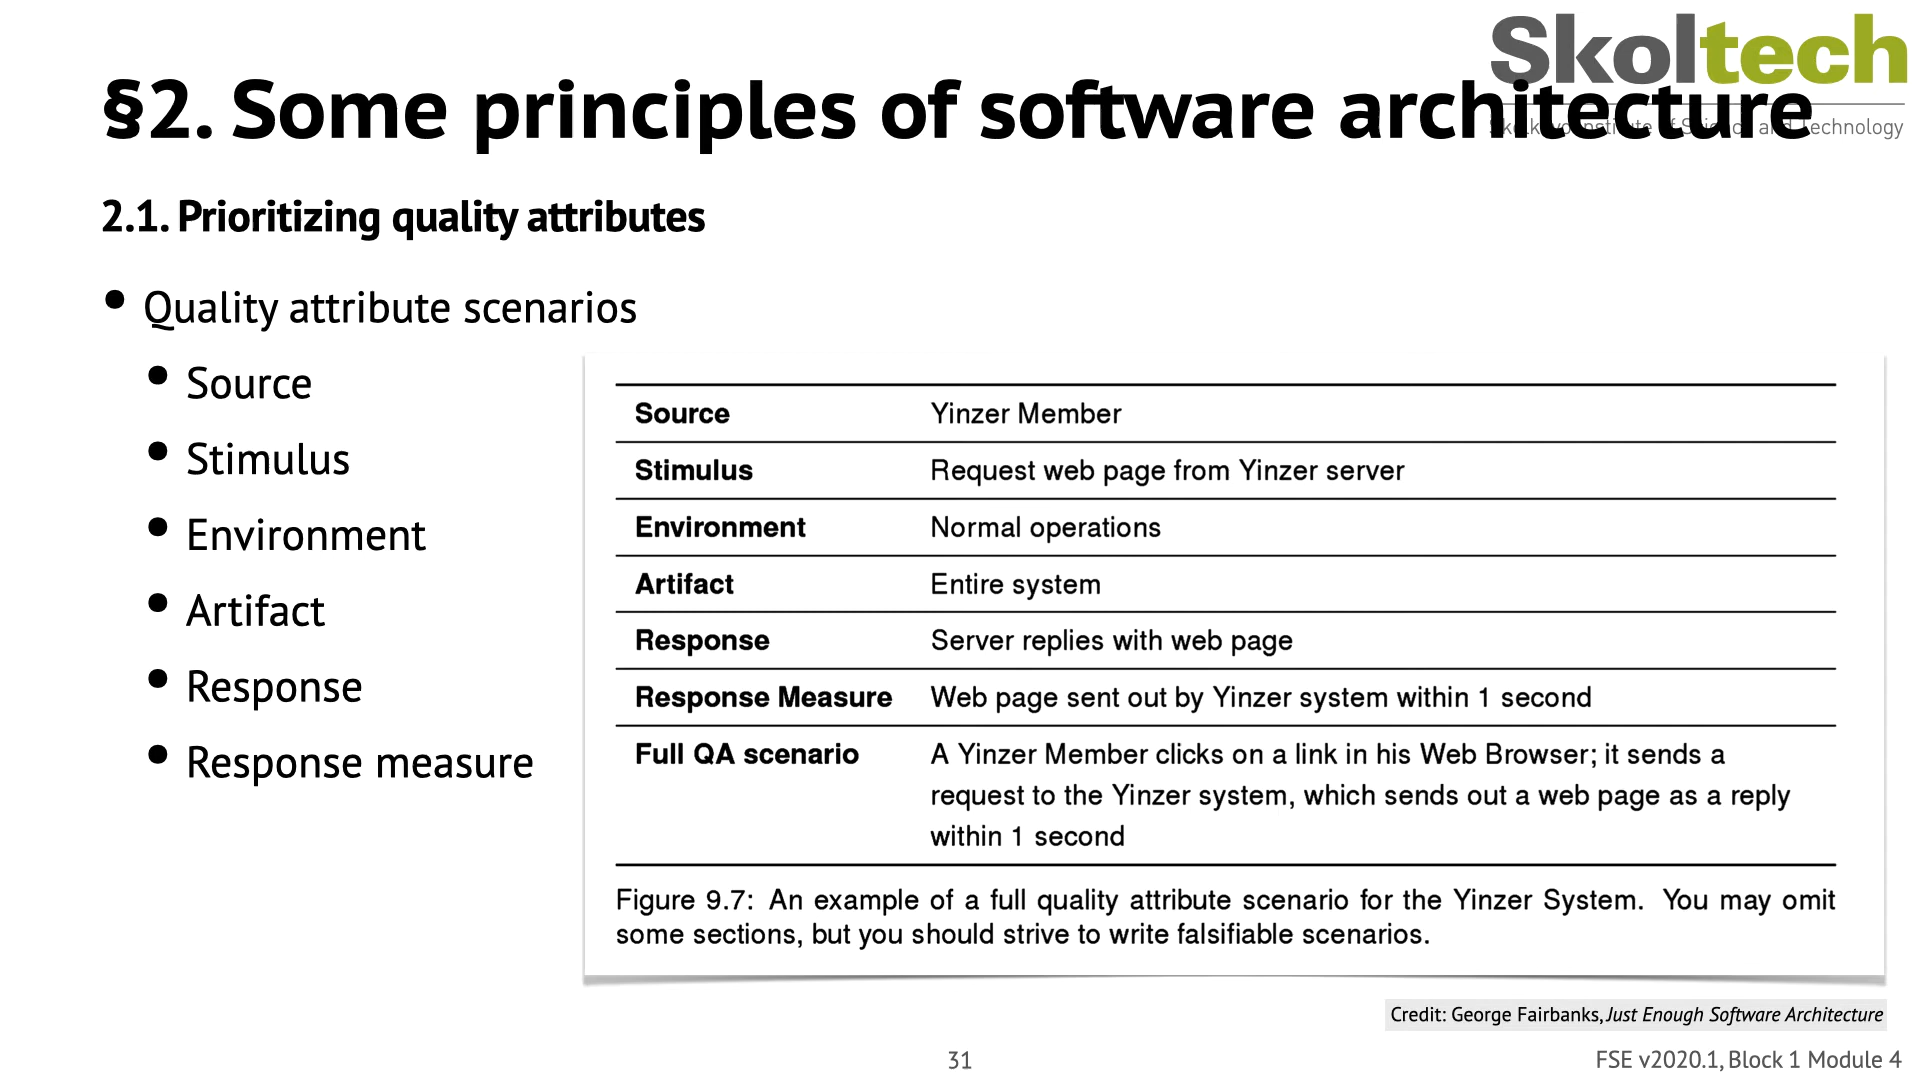 Skoltech
Skolkovo Institute of Science and Technology
§2. Some principles of software architecture
2.1. Prioritizing quality attributes
• Quality attribute scenarios
• Source
• Stimulus
• Environment
• Artifact
• Response
• Response measure
Source Yinzer Member
Stimulus Request web page from Yinzer server
Environment Normal operations
Artifact Entire system
Response Server replies with web page
Response Measure Web page sent out by Yinzer system within 1 second
Full QA scenario A Yinzer Member clicks on a link in his Web Browser; it sends a
request to the Yinzer system, which sends out a web page as a reply
within 1 second
Figure 9.7: An example of a full quality attribute scenario for the Yinzer System. You may omit
some sections, but you should strive to write falsifiable scenarios.
Credit: George Fairbanks, Just Enough Software Architecture
31
FSE v2020.1, Block 1 Module 4